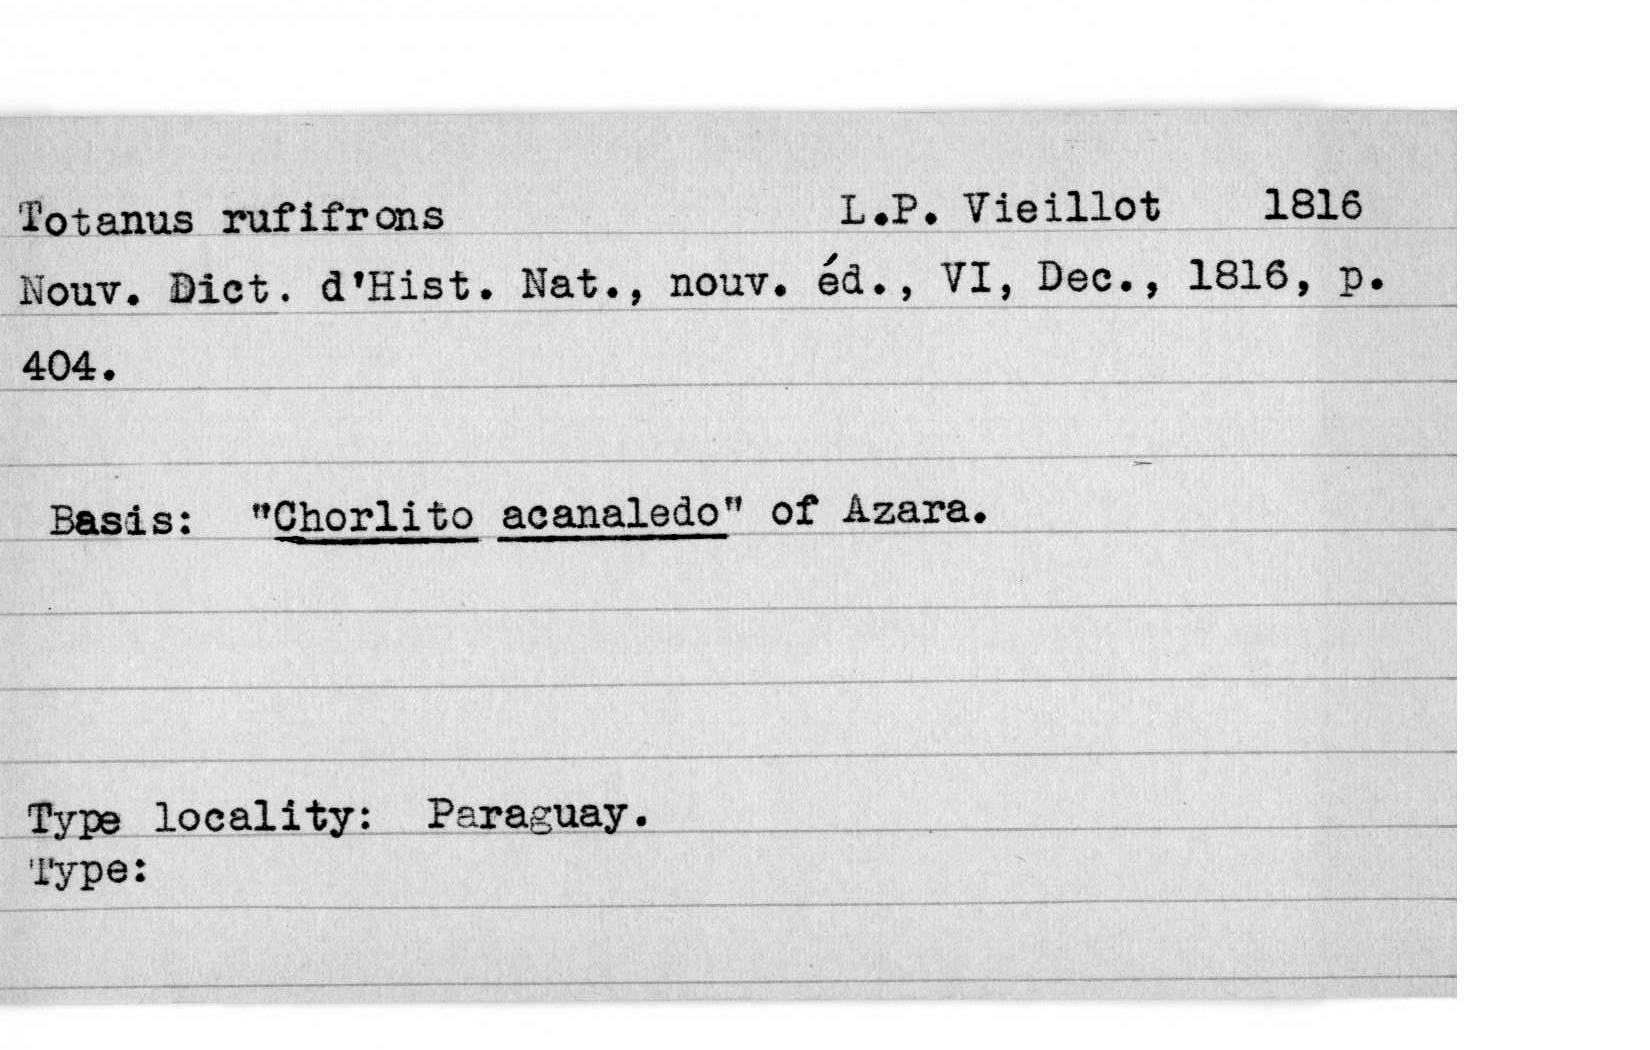 Totanus rufifrons L.P. Vieillot 1816
Nouv. Dict. d'Hist. Nat., nouv. éd., VI, Dec., 1816, p.
404.
Basis: "Chorlito acanaledo" of Azara.
Type locality: Paraguay.
Type: